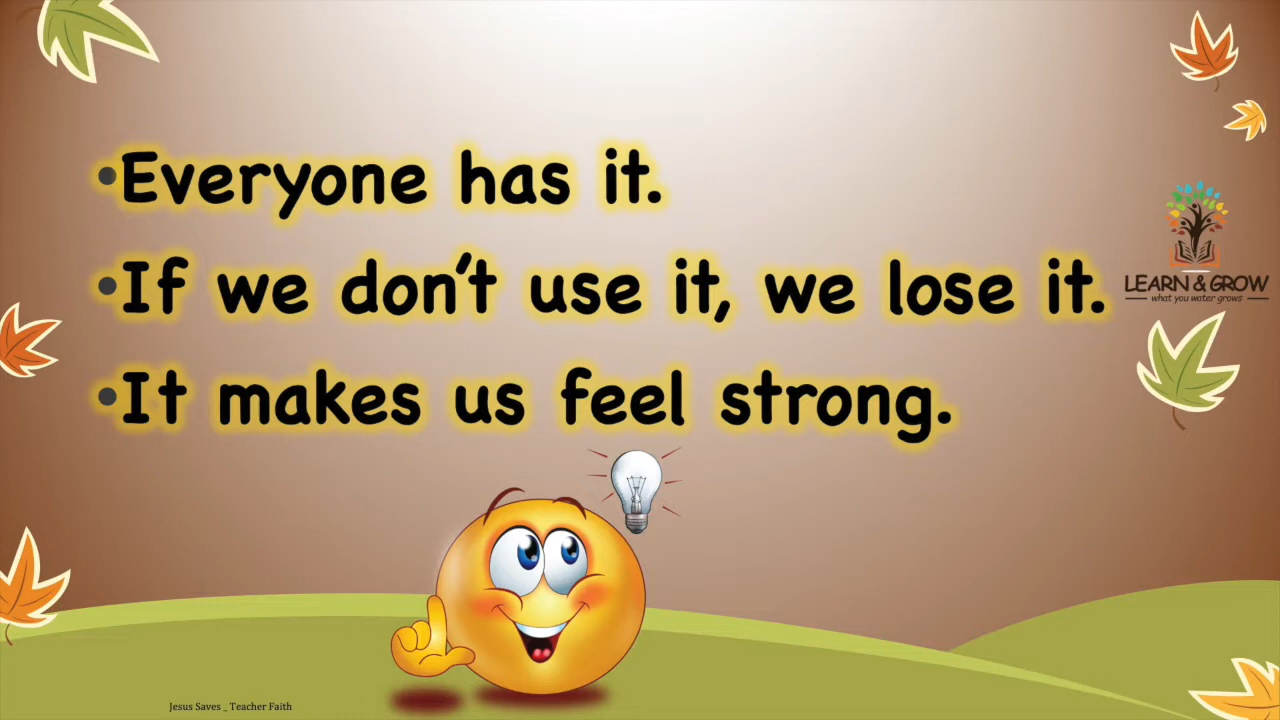 •Everyone has it.
•If we don't use it, we lose it.
LEARN & GROW
what you water grows
•It makes us feel strong.
Jesus Saves _ Teacher Faith